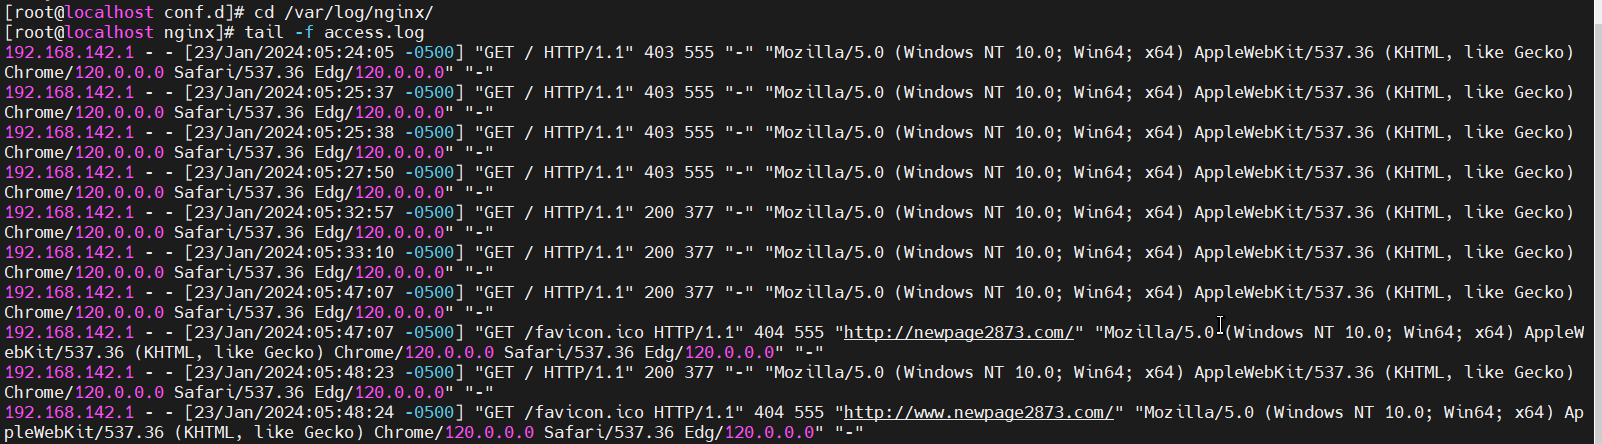 [root@localhost conf.d]# cd /var/log/nginx/
[root@localhost nginx]# tail -f access.log
192.168.142.1 - - [23/Jan/2024:05:24:05 -0500] "GET / HTTP/1.1" 403 555 "-" "Mozilla/5.0 (Windows NT 10.0; Win64; x64) AppleWebKit/537.36 (KHTML, like Gecko)
Chrome/120.0.0.0 Safari/537.36 Edg/120.0.0.0" "-"
192.168.142.1 - - [23/Jan/2024:05:25:37 -0500] "GET / HTTP/1.1" 403 555 "-" "Mozilla/5.0 (Windows NT 10.0; Win64; x64) AppleWebKit/537.36 (KHTML, like Gecko)
Chrome/120.0.0.0 Safari/537.36 Edg/120.0.0.0" "-"
192.168.142.1 - - [23/Jan/2024:05:25:38 -0500] "GET / HTTP/1.1" 403 555 "-" "Mozilla/5.0 (Windows NT 10.0; Win64; x64) AppleWebKit/537.36 (KHTML, like Gecko)
Chrome/120.0.0.0 Safari/537.36 Edg/120.0.0.0" "-"
192.168.142.1 - - [23/Jan/2024:05:27:50 -0500] "GET / HTTP/1.1" 403 555 "-" "Mozilla/5.0 (Windows NT 10.0; Win64; x64) AppleWebKit/537.36 (KHTML, like Gecko)
Chrome/120.0.0.0 Safari/537.36 Edg/120.0.0.0" "-"
192.168.142.1 - - [23/Jan/2024:05:32:57 -0500] "GET / HTTP/1.1" 200 377 "-" "Mozilla/5.0 (Windows NT 10.0; Win64; x64) AppleWebKit/537.36 (KHTML, like Gecko)
Chrome/120.0.0.0 Safari/537.36 Edg/120.0.0.0" "-"
192.168.142.1 - - [23/Jan/2024:05:33:10 -0500] "GET / HTTP/1.1" 200 377 "-" "Mozilla/5.0 (Windows NT 10.0; Win64; x64) AppleWebKit/537.36 (KHTML, like Gecko)
Chrome/120.0.0.0 Safari/537.36 Edg/120.0.0.0" "-"
192.168.142.1 - - [23/Jan/2024:05:47:07 -0500] "GET / HTTP/1.1" 200 377 "-" "Mozilla/5.0 (Windows NT 10.0; Win64; x64) AppleWebKit/537.36 (KHTML, like Gecko)
Chrome/120.0.0.0 Safari/537.36 Edg/120.0.0.0" "-"
192.168.142.1 - - [23/Jan/2024:05:47:07 -0500] "GET /favicon.ico HTTP/1.1" 404 555 "http://newpage2873.com/" "Mozilla/5.0 (Windows NT 10.0; Win64; x64) AppleW
ebKit/537.36 (KHTML, like Gecko) Chrome/120.0.0.0 Safari/537.36 Edg/120.0.0.0" "-"
192.168.142.1 - - [23/Jan/2024:05:48:23 -0500] "GET / HTTP/1.1" 200 377 "-" "Mozilla/5.0 (Windows NT 10.0; Win64; x64) AppleWebKit/537.36 (KHTML, like Gecko)
Chrome/120.0.0.0 Safari/537.36 Edg/120.0.0.0" "-"
192.168.142.1 - - [23/Jan/2024:05:48:24 -0500] "GET /favicon.ico HTTP/1.1" 404 555 "http://www.newpage2873.com/" "Mozilla/5.0 (Windows NT 10.0; Win64; x64) Ap
pleWebKit/537.36 (KHTML, like Gecko) Chrome/120.0.0.0 Safari/537.36 Edg/120.0.0.0" "-"